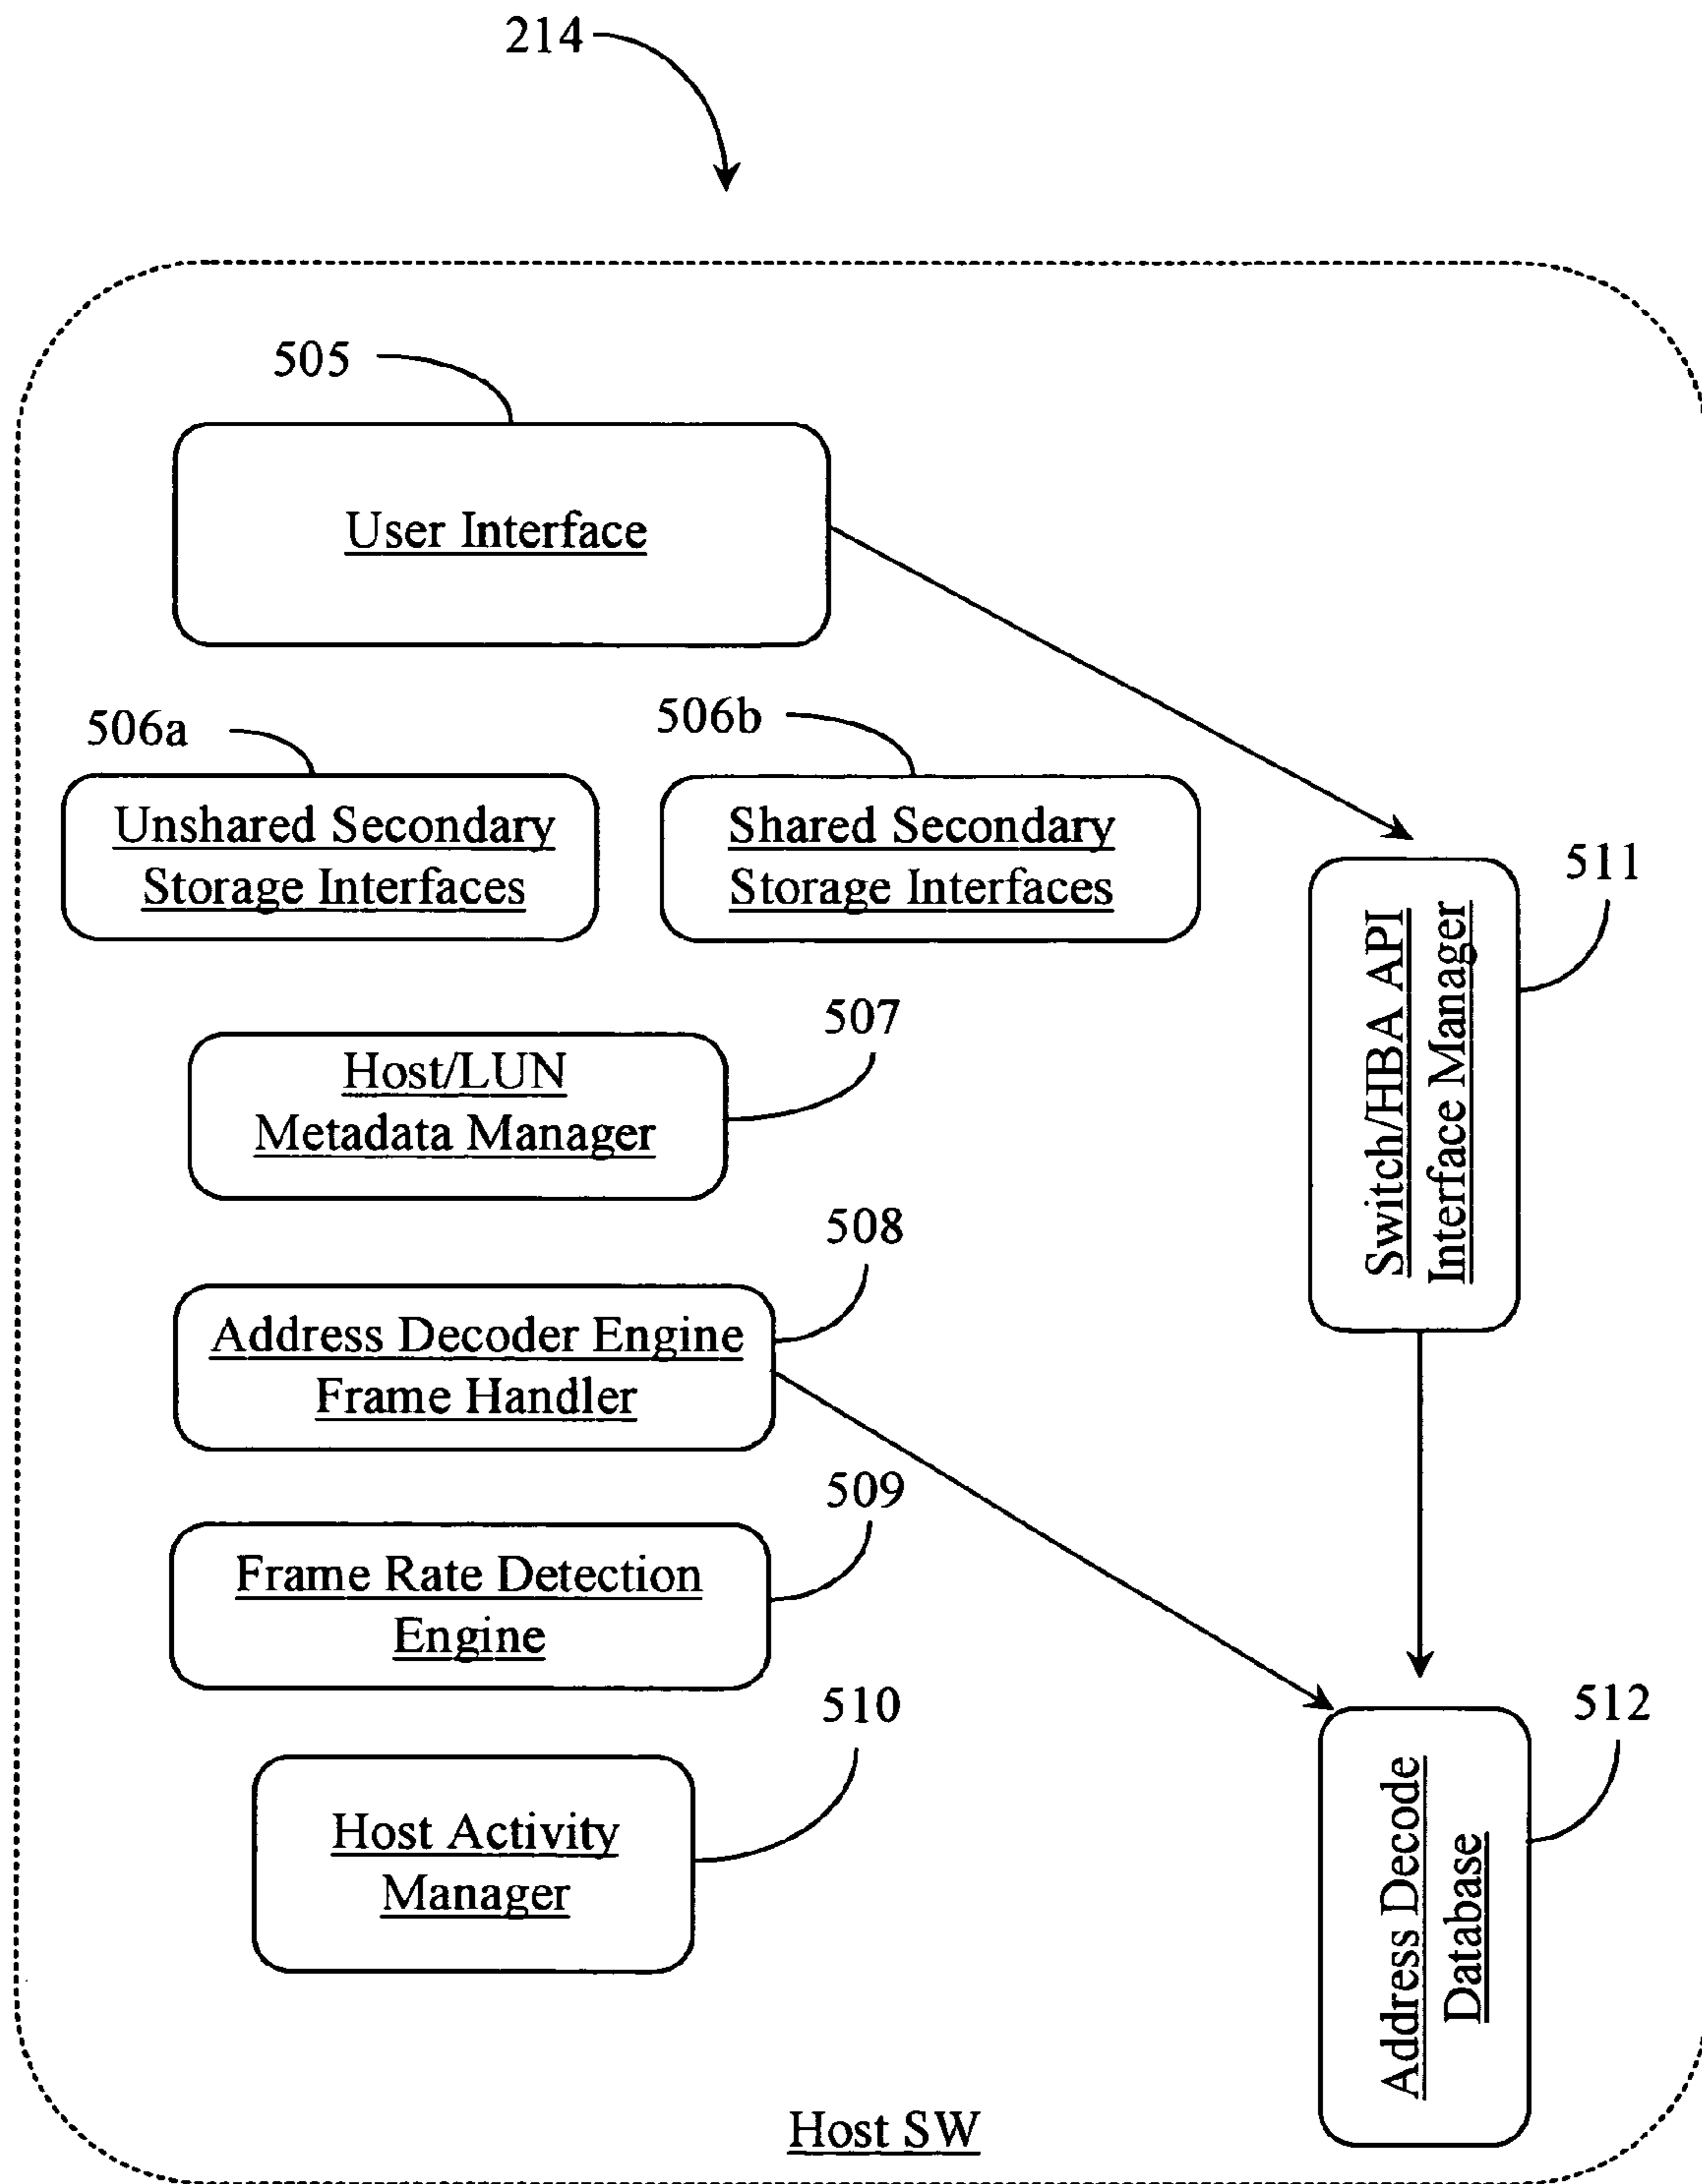 214
505
User Interface
506a
506b
Unshared Secondary
Storage Interfaces
Shared Secondary
Storage Interfaces
511
Switch/HBA API
Interface Manager
507
Host/LUN
Metadata Manager
508
Address Decoder Engine
Frame Handler
509
Frame Rate Detection
Engine
510
Host Activity
Manager
512
Address Decode
Database
Host SW